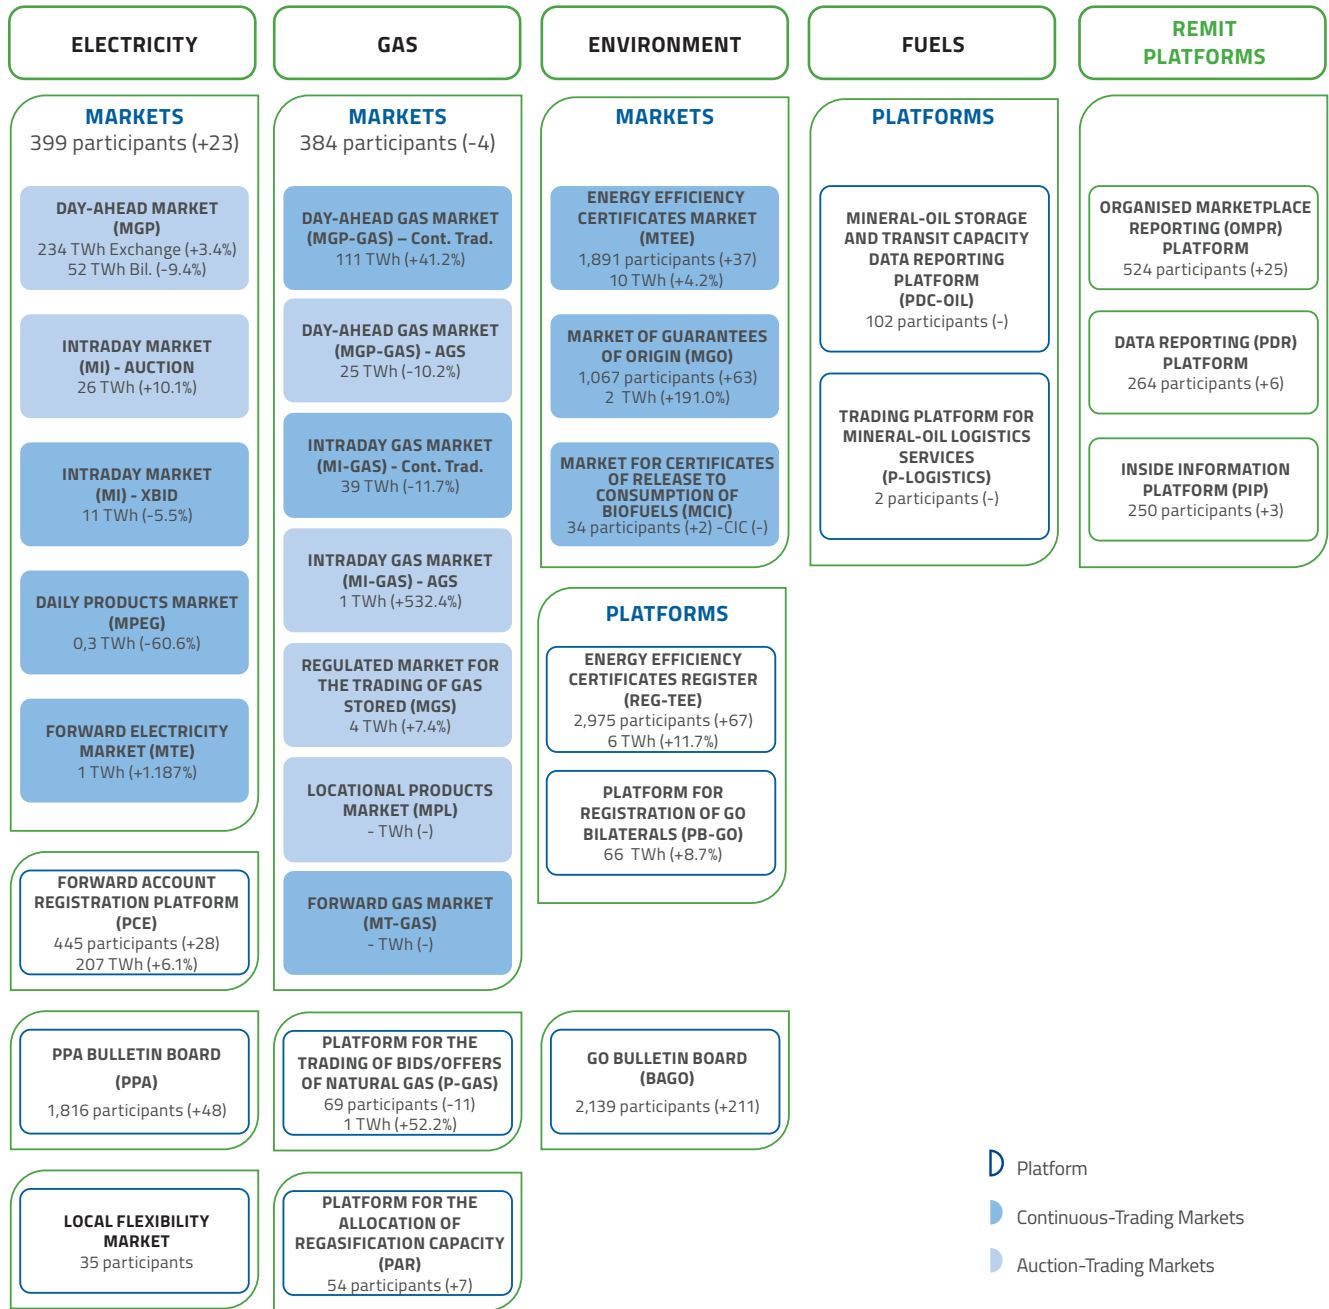 ELECTRICITY
GAS
ENVIRONMENT
FUELS
REMIT
PLATFORMS
MARKETS
399 participants (+23)
DAY-AHEAD MARKET
(MGP)
234 TWh Exchange (+3.4%)
52 TWh Bil. (-9.4%)
INTRADAY MARKET
(MI) - AUCTION
26 TWh (+10.1%)
INTRADAY MARKET
(MI) - XBID
11 TWh (-5.5%)
DAILY PRODUCTS MARKET
(MPEG)
0,3 TWh (-60.6%)
FORWARD ELECTRICITY
MARKET (MTE)
1 TWh (+1.187%)
FORWARD ACCOUNT
REGISTRATION PLATFORM
(PCE)
445 participants (+28)
207 TWh (+6.1%)
PPA BULLETIN BOARD
(PPA)
1,816 participants (+48)
LOCAL FLEXIBILITY
MARKET
35 participants
MARKETS
384 participants (-4)
DAY-AHEAD GAS MARKET
(MGP-GAS) – Cont. Trad.
111 TWh (+41.2%)
DAY-AHEAD GAS MARKET
(MGP-GAS) - AGS
25 TWh (-10.2%)
INTRADAY GAS MARKET
(MI-GAS) - Cont. Trad.
39 TWh (-11.7%)
INTRADAY GAS MARKET
(MI-GAS) - AGS
1 TWh (+532.4%)
REGULATED MARKET FOR
THE TRADING OF GAS
STORED (MGS)
4 TWh (+7.4%)
LOCATIONAL PRODUCTS
MARKET (MPL)
- TWh (-)
FORWARD GAS MARKET
(MT-GAS)
- TWh (-)
PLATFORM FOR THE
TRADING OF BIDS/OFFERS
OF NATURAL GAS (P-GAS)
69 participants (-11)
1 TWh (+52.2%)
PLATFORM FOR THE
ALLOCATION OF
REGASIFICATION CAPACITY
(PAR)
54 participants (+7)
MARKETS
ENERGY EFFICIENCY
CERTIFICATES MARKET
(MTEE)
1,891 participants (+37)
10 TWh (+4.2%)
MARKET OF GUARANTEES
OF ORIGIN (MGO)
1,067 participants (+63)
2 TWh (+191.0%)
MARKET FOR CERTIFICATES
OF RELEASE TO
CONSUMPTION OF
BIOFUELS (MCIC)
34 participants (+2) -CIC (-)
PLATFORMS
ENERGY EFFICIENCY
CERTIFICATES REGISTER
(REG-TEE)
2,975 participants (+67)
6 TWh (+11.7%)
PLATFORM FOR
REGISTRATION OF GO
BILATERALS (PB-GO)
66 TWh (+8.7%)
GO BULLETIN BOARD
(BAGO)
2,139 participants (+211)
PLATFORMS
MINERAL-OIL STORAGE
AND TRANSIT CAPACITY
DATA REPORTING
PLATFORM
(PDC-OIL)
102 participants (-)
TRADING PLATFORM FOR
MINERAL-OIL LOGISTICS
SERVICES
(P-LOGISTICS)
2 participants (-)
ORGANISED MARKETPLACE
REPORTING (OMPR)
PLATFORM
524 participants (+25)
DATA REPORTING (PDR)
PLATFORM
264 participants (+6)
INSIDE INFORMATION
PLATFORM (PIP)
250 participants (+3)
Platform
Continuous-Trading Markets
Auction-Trading Markets